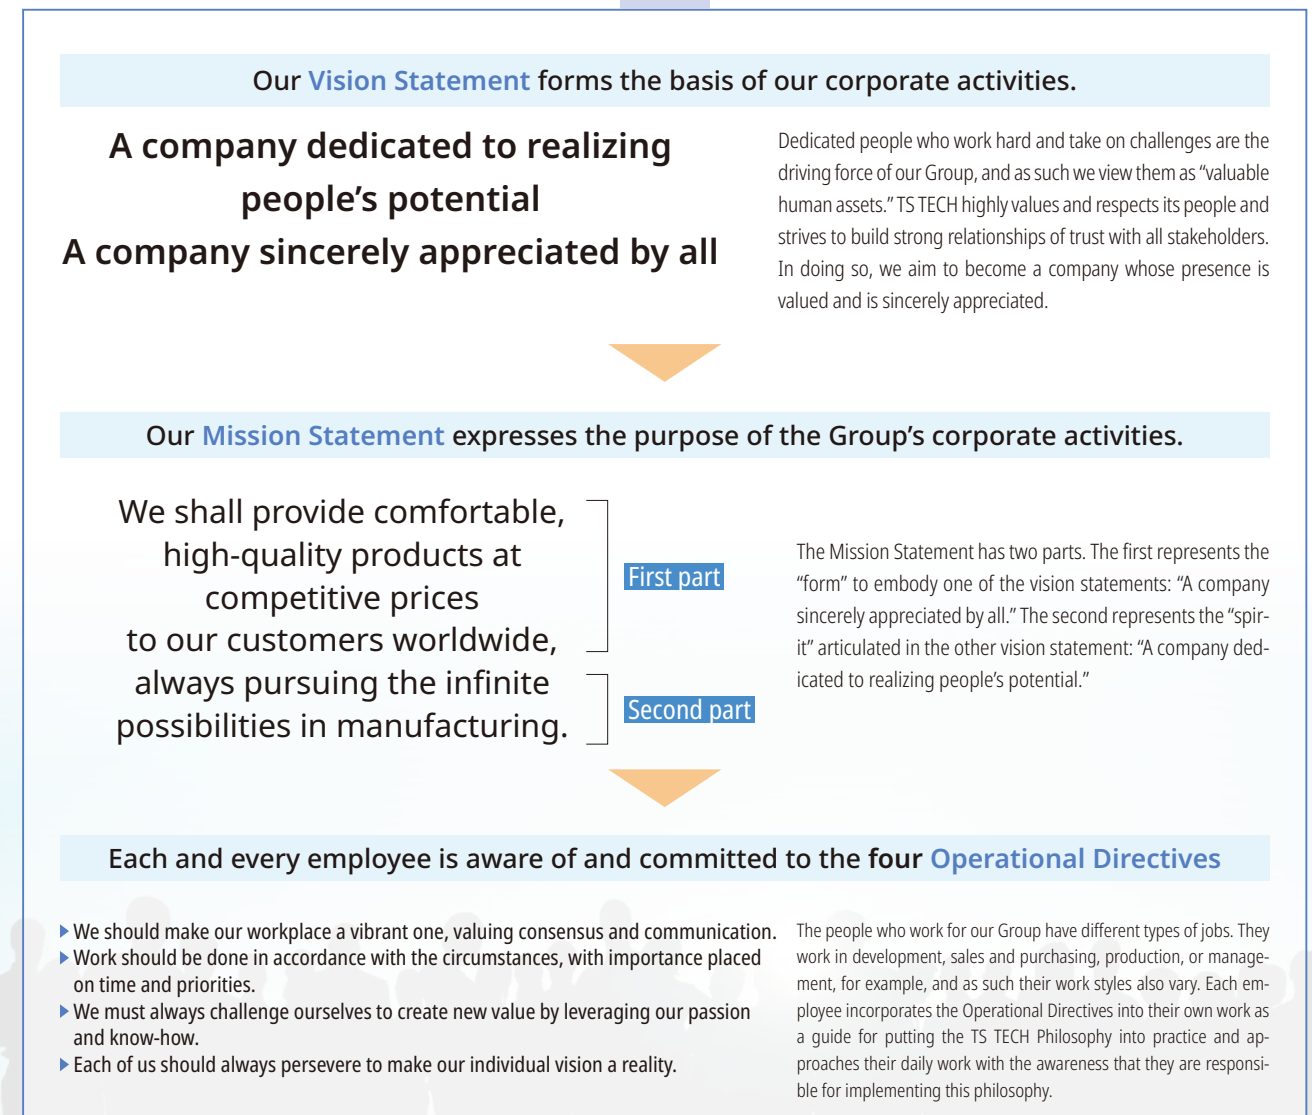 Our Vision Statement forms the basis of our corporate activities.
A company dedicated to realizing
people's potential
A company sincerely appreciated by all
Dedicated people who work hard and take on challenges are the
driving force of our Group, and as such we view them as “valuable
human assets.” TS TECH highly values and respects its people and
strives to build strong relationships of trust with all stakeholders.
In doing so, we aim to become a company whose presence is
valued and is sincerely appreciated.
Our Mission Statement expresses the purpose of the Group's corporate activities.
We shall provide comfortable,
high-quality products at
competitive prices
to our customers worldwide,
always pursuing the infinite
possibilities in manufacturing.
First part
Second part
The Mission Statement has two parts. The first represents the
“form” to embody one of the vision statements: “A company
sincerely appreciated by all.” The second represents the “spir-
it” articulated in the other vision statement: “A company ded-
icated to realizing people's potential.”
Each and every employee is aware of and committed to the four Operational Directives
We should make our workplace a vibrant one, valuing consensus and communication.
Work should be done in accordance with the circumstances, with importance placed
on time and priorities.
We must always challenge ourselves to create new value by leveraging our passion
and know-how.
Each of us should always persevere to make our individual vision a reality.
The people who work for our Group have different types of jobs. They
work in development, sales and purchasing, production, or manage-
ment, for example, and as such their work styles also vary. Each em-
ployee incorporates the Operational Directives into their own work as
a guide for putting the TS TECH Philosophy into practice and ap-
proaches their daily work with the awareness that they are responsi-
ble for implementing this philosophy.